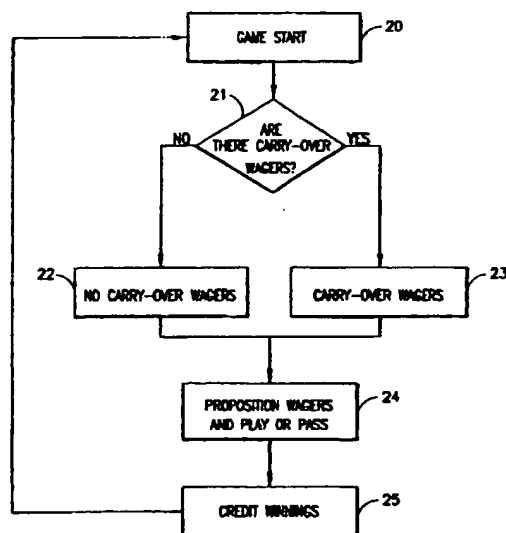 GAME START
20
21
ARE
THERE CARRY-OVER
WAGERS?
NO
YES
22
NO CARRY-OVER WAGERS
CARRY-OVER WAGERS
23
PROPOSITION WAGERS
AND PLAY OR PASS
24
CREDIT WINNINGS
25